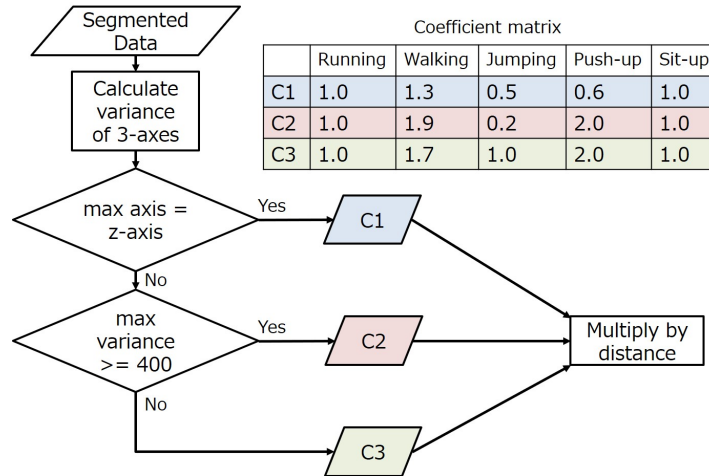 Segmented
Data
Calculate
variance
of 3-axes
max axis =
z-axis
Yes
No
max
variance
>= 400
Yes
No
C1
C2
C3
Multiply by
distance
Coefficient matrix
Running Walking Jumping Push-up Sit-up
C1 1.0 1.3 0.5 0.6 1.0
C2 1.0 1.9 0.2 2.0 1.0
C3 1.0 1.7 1.0 2.0 1.0